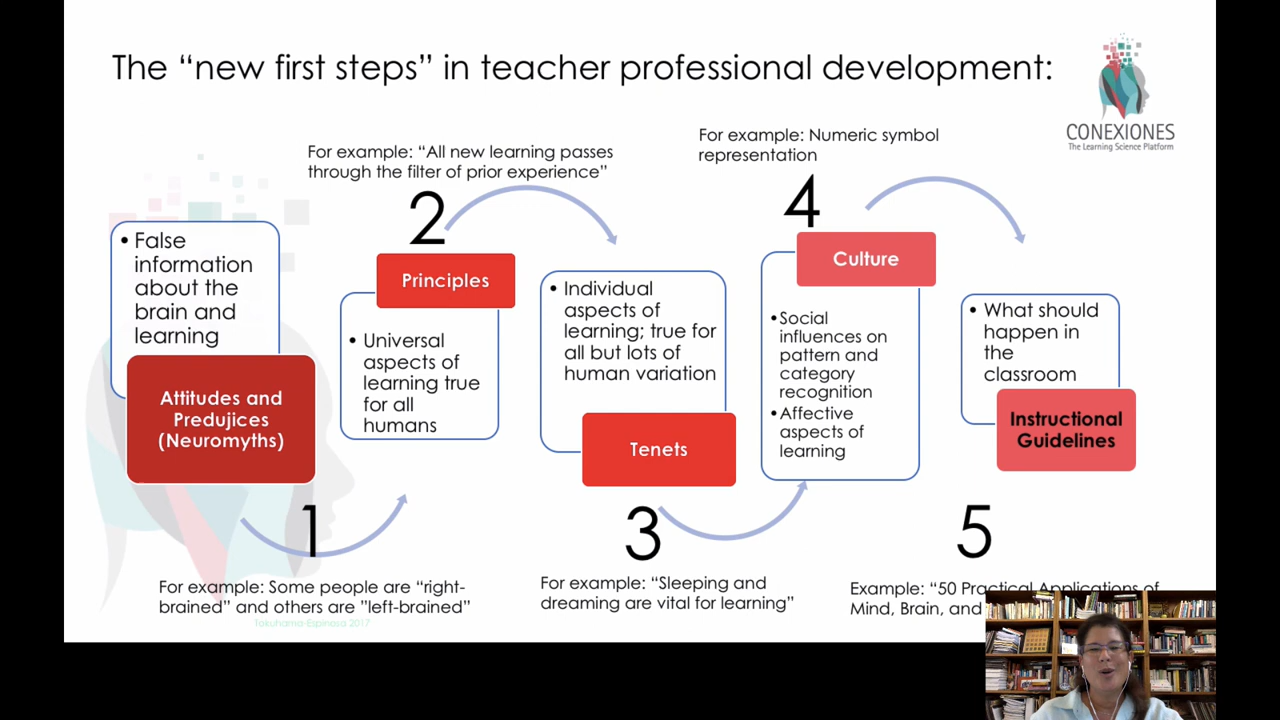 The “new first steps” in teacher professional development:
CONEXIONES
The Learning Science Platform
• False
information
about the
brain and
learning
Attitudes and
Predujices
(Neuromyths)
1
For example: Some people are “right-
brained” and others are ”left-brained”
Tokuhama-Espinosa 2017
For example: “All new learning passes
through the filter of prior experience”
2
Principles
• Universal
aspects of
learning true
for all
humans
• Individual
aspects of
learning; true for
all but lots of
human variation
Tenets
3
For example: “Sleeping and
dreaming are vital for learning”
For example: Numeric symbol
representation
4
Culture
•Social
influences on
pattern and
category
recognition
•Affective
aspects of
learning
• What should
happen in
the
classroom
Instructional
Guidelines
5
Example: “50 Practical Applications of
Mind, Brain, and